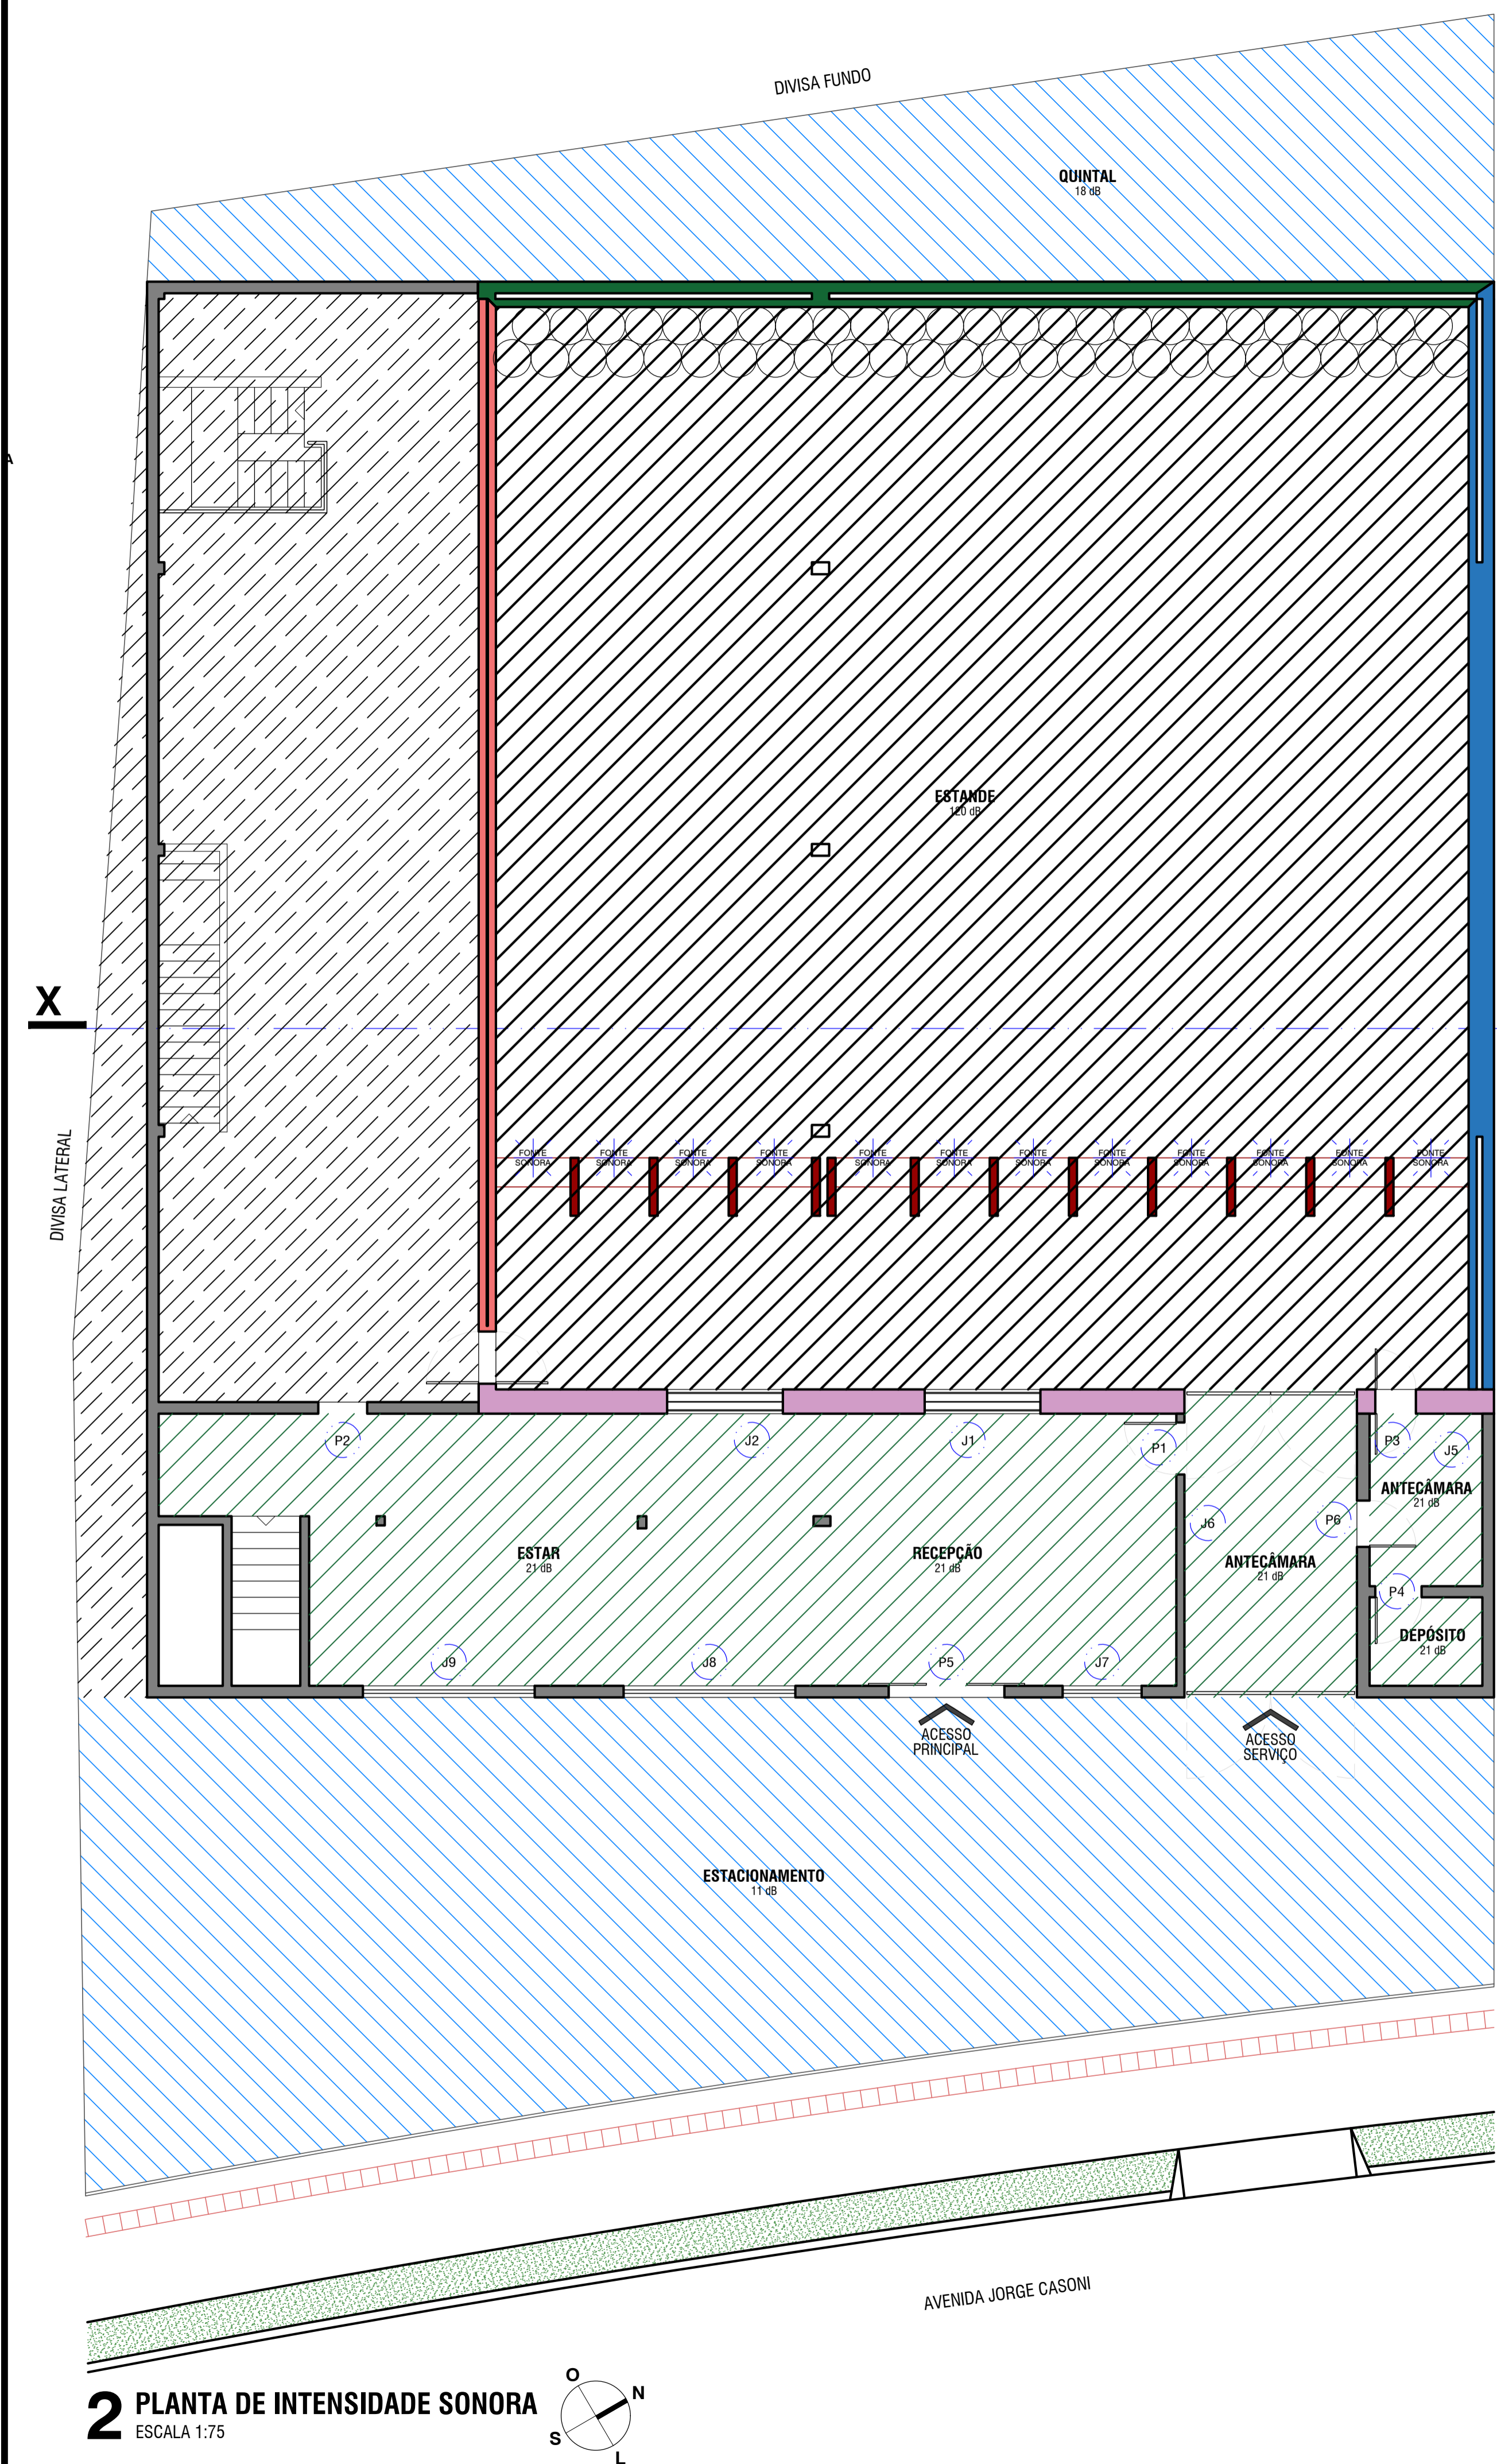 DIVISA FUNDO
QUINTAL
18 dB
A
ESTANDE
120 dB
X
DIVISA LATERAL
FONTE
SONORA
FONTE
SONORA
FONTE
SONORA
FONTE
SONORA
FONTE
SONORA
FONTE
SONORA
FONTE
SONORA
FONTE
SONORA
FONTE
SONORA
FONTE
SONORA
FONTE
SONORA
FONTE
SONORA
P2
J2
J1
P1
P3
J5
ANTECÂMARA
21 dB
J6
P6
ESTAR
21 dB
RECEPÇÃO
21 dB
ANTECÂMARA
21 dB
P4
DEPÓSITO
21 dB
J9
J8
P5
J7
ACESSO
PRINCIPAL
ACESSO
SERVIÇO
ESTACIONAMENTO
11 dB
AVENIDA JORGE CASONI
2 PLANTA DE INTENSIDADE SONORA
ESCALA 1:75
O
N
S
L